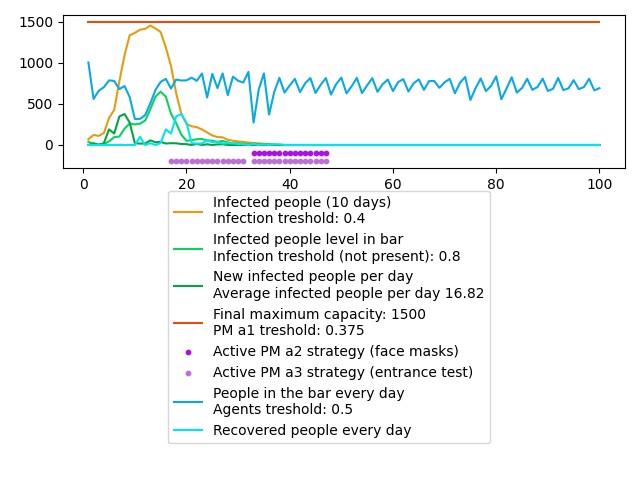 1500
1000
500
0
0
20
40
60
80
100
Infected people (10 days)
Infection treshold: 0.4
Infected people level in bar
Infection treshold (not present): 0.8
New infected people per day
Average infected people per day 16.82
Final maximum capacity: 1500
PM a1 treshold: 0.375
Active PM a2 strategy (face masks)
Active PM a3 strategy (entrance test)
People in the bar every day
Agents treshold: 0.5
Recovered people every day